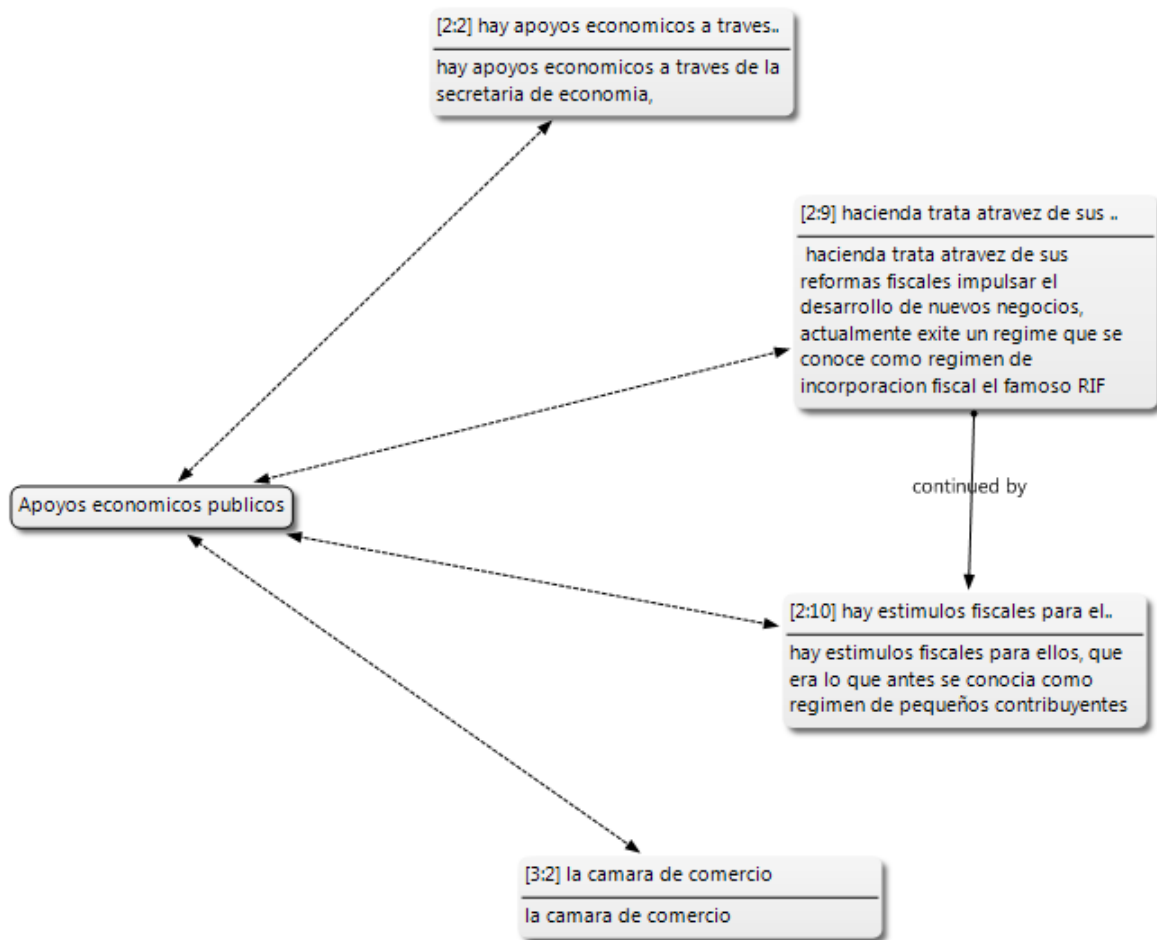 [2:2] hay apoyos economicos a traves..
hay apoyos economicos a traves de la
secretaria de economia,
[2:9] hacienda trata atravez de sus ..
hacienda trata atravez de sus
reformas fiscales impulsar el
desarrollo de nuevos negocios,
actualmente exite un regime que se
conoce como regimen de
incorporacion fiscal el famoso RIF
continued by
Apoyos economicos publicos
[2:10] hay estimulos fiscales para el..
hay estimulos fiscales para ellos, que
era lo que antes se conocia como
regimen de pequeños contribuyentes
[3:2] la camara de comercio
la camara de comercio